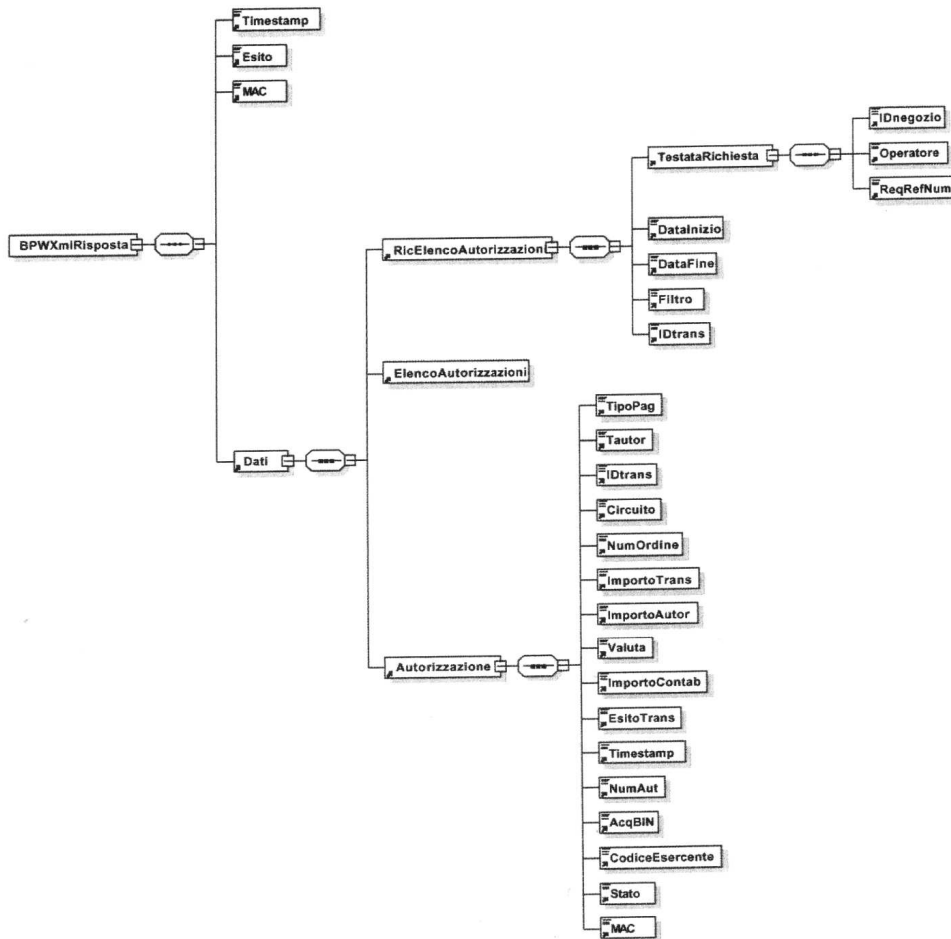 Timestamp
Esito
MAC
BPWXmlRisposta
Dati
RicElencoAutorizzazioni
TestataRichiesta
IDnegozio
Operatore
ReqRefNum
DataInizio
DataFine
Filtro
IDtrans
ElencoAutorizzazioni
Autorizzazione
TipoPag
Tautor
IDtrans
Circuito
NumOrdine
ImportoTrans
ImportoAutor
Valuta
ImportoContab
EsitoTrans
Timestamp
NumAut
AcqBIN
CodiceEsercente
Stato
MAC